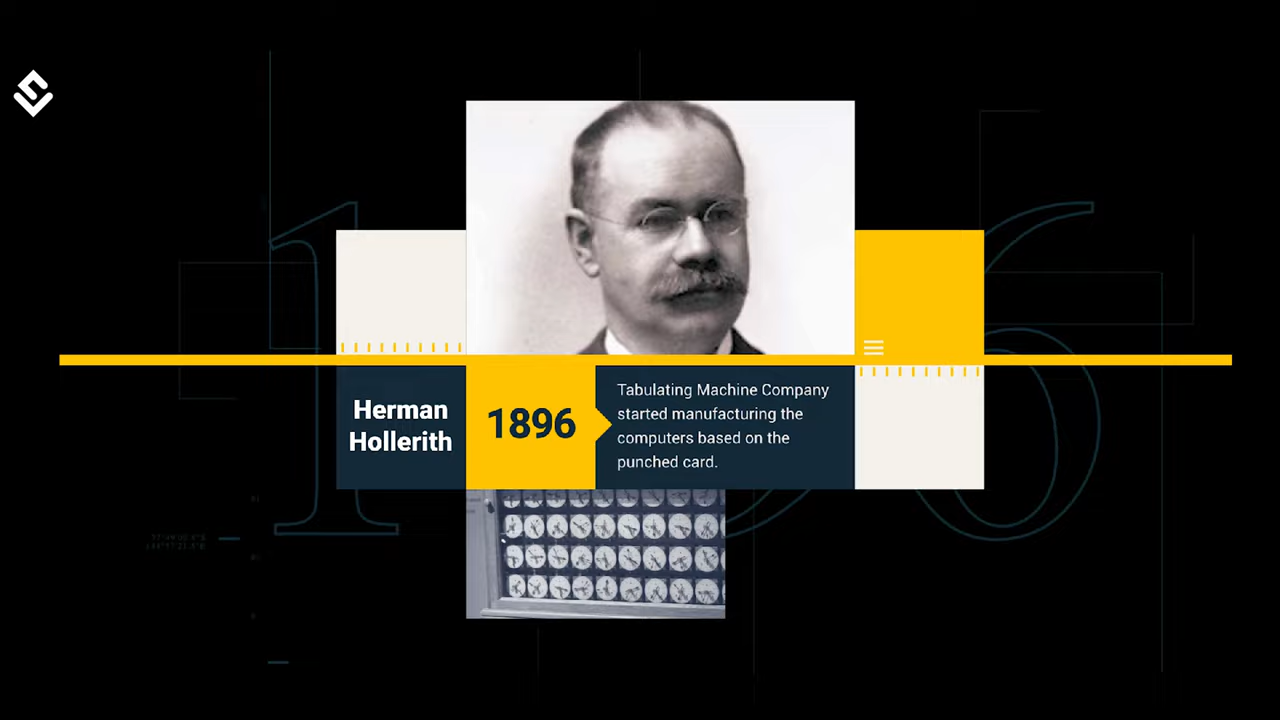 Herman
Hollerith
1896
Tabulating Machine Company
started manufacturing the
computers based on the
punched card.